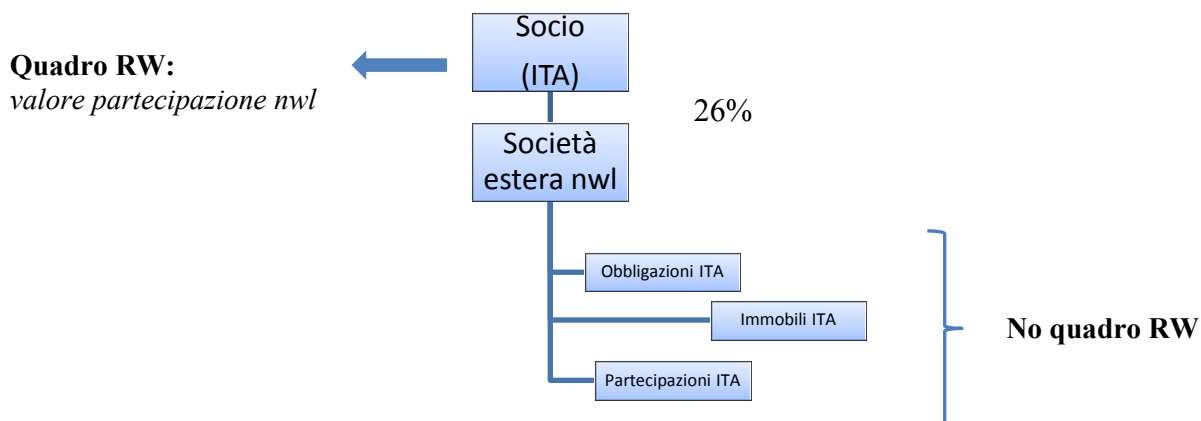 Socio
(ITA)
Quadro RW:
valore partecipazione nwl
26%
Società
estera nwl
Obbligazioni ITA
Immobili ITA
No quadro RW
Partecipazioni ITA